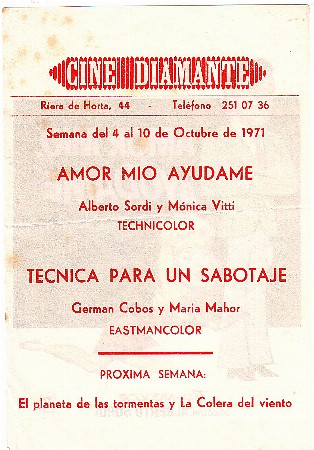 CINE DIAMANTE
Riera de Horta, 44 - Teléfono 251 07 36
Semana del 4 al 10 de Octubre de 1971
AMOR MIO AYUDAME
Alberto Sordi y Mónica Vitti
TECHNICOLOR
TECNICA PARA UN SABOTAJE
German Cobos y Maria Mahor
EASTMANCOLOR
PROXIMA SEMANA:
El planeta de las tormentas y La Colera del viento